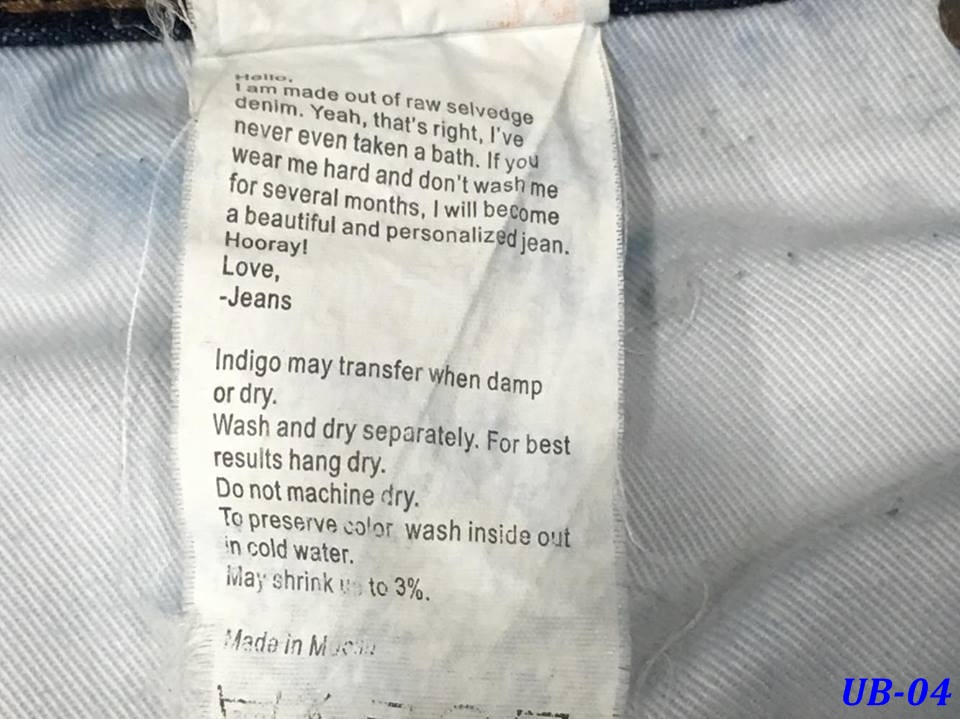 Hello,
I am made out of raw selvedge
denim. Yeah, that's right, I've
never even taken a bath. If you
wear me hard and don't wash me
for several months, I will become
a beautiful and personalized jean.
Hooray!
Love,
-Jeans
Indigo may transfer when damp
or dry.
Wash and dry separately. For best
results hang dry.
Do not machine dry.
To preserve color, wash inside out
in cold water.
May shrink up to 3%.
Made in
UB-04